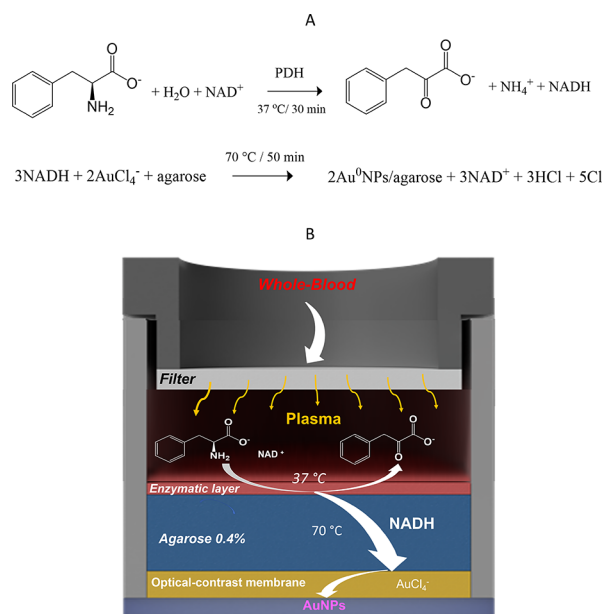 A
O
O⁻
NH₂
+ H₂O + NAD⁺
PDH
37 ºC/ 30 min
O
O⁻
O
+ NH₄⁺ + NADH
3NADH + 2AuCl₄⁻ + agarose
70 °C / 50 min
2Au⁰NPs/agarose + 3NAD⁺ + 3HCl + 5Cl
B
Whole-Blood
Filter
Plasma
O
O⁻
NH₂
NAD⁺
O
O⁻
O
37 °C
Enzymatic layer
70 °C
NADH
Agarose 0.4%
Optical-contrast membrane
AuCl₄⁻
AuNPs